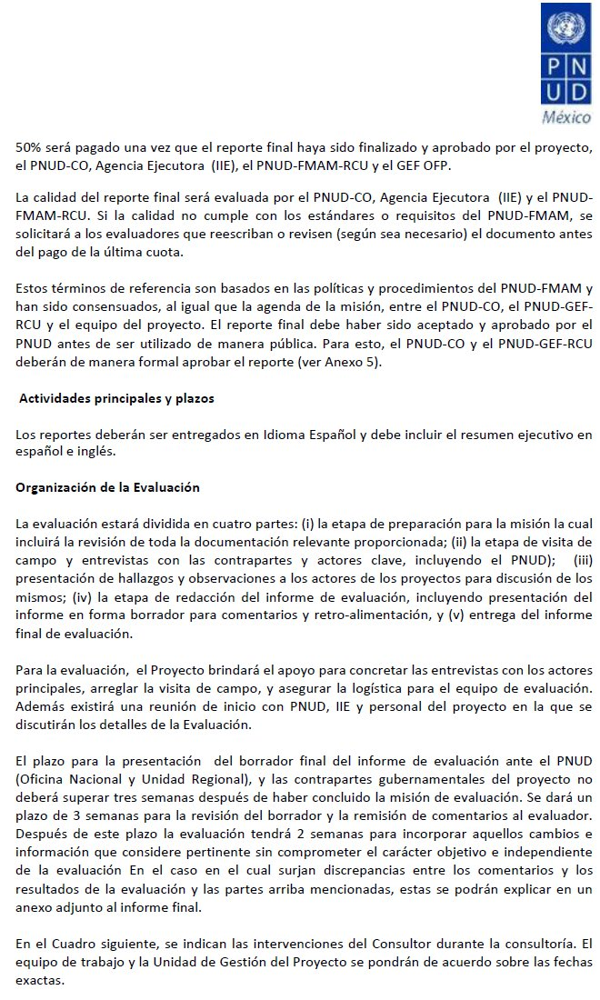 P N
U D
México
50% será pagado una vez que el reporte final haya sido finalizado y aprobado por el proyecto,
el PNUD-CO, Agencia Ejecutora (IIE), el PNUD-FMAM-RCU y el GEF OFP.
La calidad del reporte final será evaluada por el PNUD-CO, Agencia Ejecutora (IIE) y el PNUD-
FMAM-RCU. Si la calidad no cumple con los estándares o requisitos del PNUD-FMAM, se
solicitará a los evaluadores que reescriban o revisen (según sea necesario) el documento antes
del pago de la última cuota.
Estos términos de referencia son basados en las políticas y procedimientos del PNUD-FMAM y
han sido consensuados, al igual que la agenda de la misión, entre el PNUD-CO, el PNUD-GEF-
RCU y el equipo del proyecto. El reporte final debe haber sido aceptado y aprobado por el
PNUD antes de ser utilizado de manera pública. Para esto, el PNUD-CO y el PNUD-GEF-RCU
deberán de manera formal aprobar el reporte (ver Anexo 5).
Actividades principales y plazos
Los reportes deberán ser entregados en Idioma Español y debe incluir el resumen ejecutivo en
español e inglés.
Organización de la Evaluación
La evaluación estará dividida en cuatro partes: (i) la etapa de preparación para la misión la cual
incluirá la revisión de toda la documentación relevante proporcionada; (ii) la etapa de visita de
campo y entrevistas con las contrapartes y actores clave, incluyendo el PNUD); (iii)
presentación de hallazgos y observaciones a los actores de los proyectos para discusión de los
mismos; (iv) la etapa de redacción del informe de evaluación, incluyendo presentación del
informe en forma borrador para comentarios y retro-alimentación, y (v) entrega del informe
final de evaluación.
Para la evaluación, el Proyecto brindará el apoyo para concretar las entrevistas con los actores
principales, arreglar la visita de campo, y asegurar la logística para el equipo de evaluación.
Además existirá una reunión de inicio con PNUD, IIE y personal del proyecto en la que se
discutirán los detalles de la Evaluación.
El plazo para la presentación del borrador final del informe de evaluación ante el PNUD
(Oficina Nacional y Unidad Regional), y las contrapartes gubernamentales del proyecto no
deberá superar tres semanas después de haber concluido la misión de evaluación. Se dará un
plazo de 3 semanas para la revisión del borrador y la remisión de comentarios al evaluador.
Después de este plazo la evaluación tendrá 2 semanas para incorporar aquellos cambios e
información que considere pertinente sin comprometer el carácter objetivo e independiente
de la evaluación En el caso en el cual surjan discrepancias entre los comentarios y los
resultados de la evaluación y las partes arriba mencionadas, estas se podrán explicar en un
anexo adjunto al informe final.
En el Cuadro siguiente, se indican las intervenciones del Consultor durante la consultoría. El
equipo de trabajo y la Unidad de Gestión del Proyecto se pondrán de acuerdo sobre las fechas
exactas.